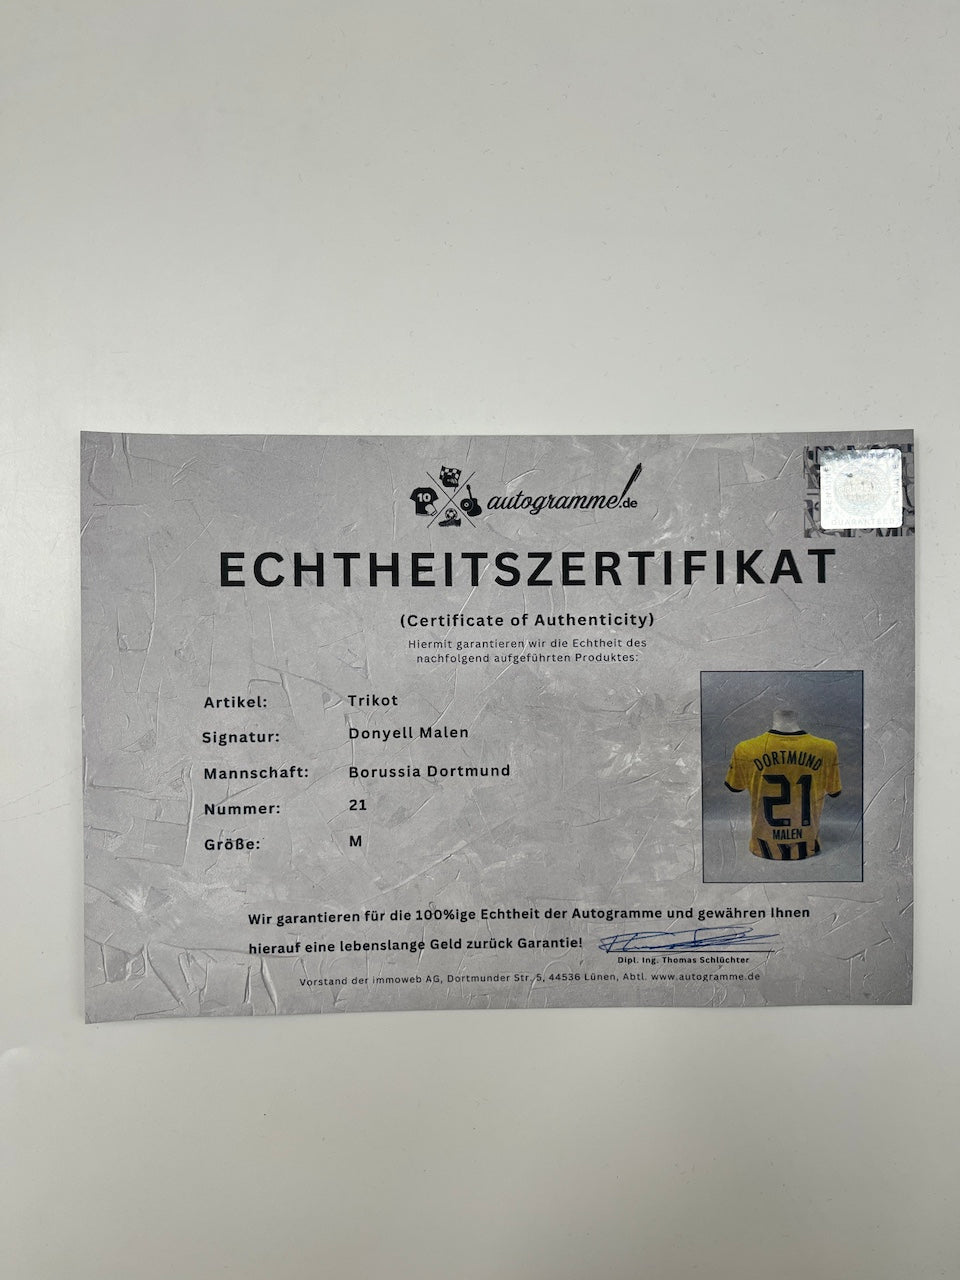 10
autogramme.de
GUARANTEED
ECHTHEITSZERTIFIKAT
(Certificate of Authenticity)
Hiermit garantieren wir die Echtheit des
nachfolgend aufgeführten Produktes:
Artikel: Trikot
Signatur: Donyell Malen
Mannschaft: Borussia Dortmund
Nummer: 21
Größe: M
DORTMUND
21
MALEN
Wir garantieren für die 100%ige Echtheit der Autogramme und gewähren Ihnen
hierauf eine lebenslange Geld zurück Garantie!
Dipl. Ing. Thomas Schlüchter
Vorstand der immoweb AG, Dortmunder Str. 5, 44536 Lünen, Abtl. www.autogramme.de